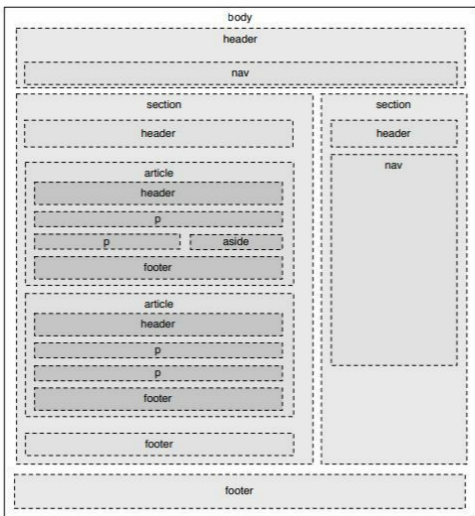 body
header
nav
section
header
article
header
p
p aside
footer
article
header
p
p
footer
footer
section
header
nav
footer